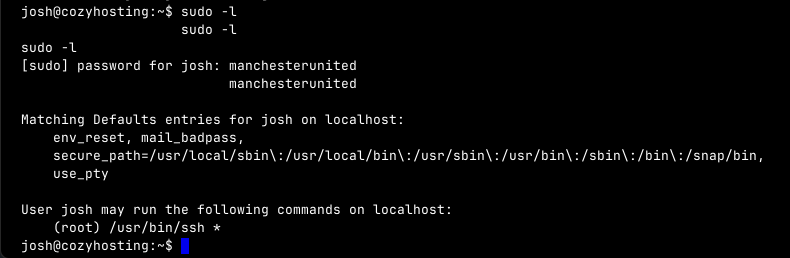 josh@cozyhosting:~$ sudo -l
sudo -l
sudo -l
[sudo] password for josh: manchesterunited
manchesterunited
Matching Defaults entries for josh on localhost:
env_reset, mail_badpass,
secure_path=/usr/local/sbin\:/usr/local/bin\:/usr/sbin\:/usr/bin\:/sbin\:/bin\:/snap/bin,
use_pty
User josh may run the following commands on localhost:
(root) /usr/bin/ssh *
josh@cozyhosting:~$